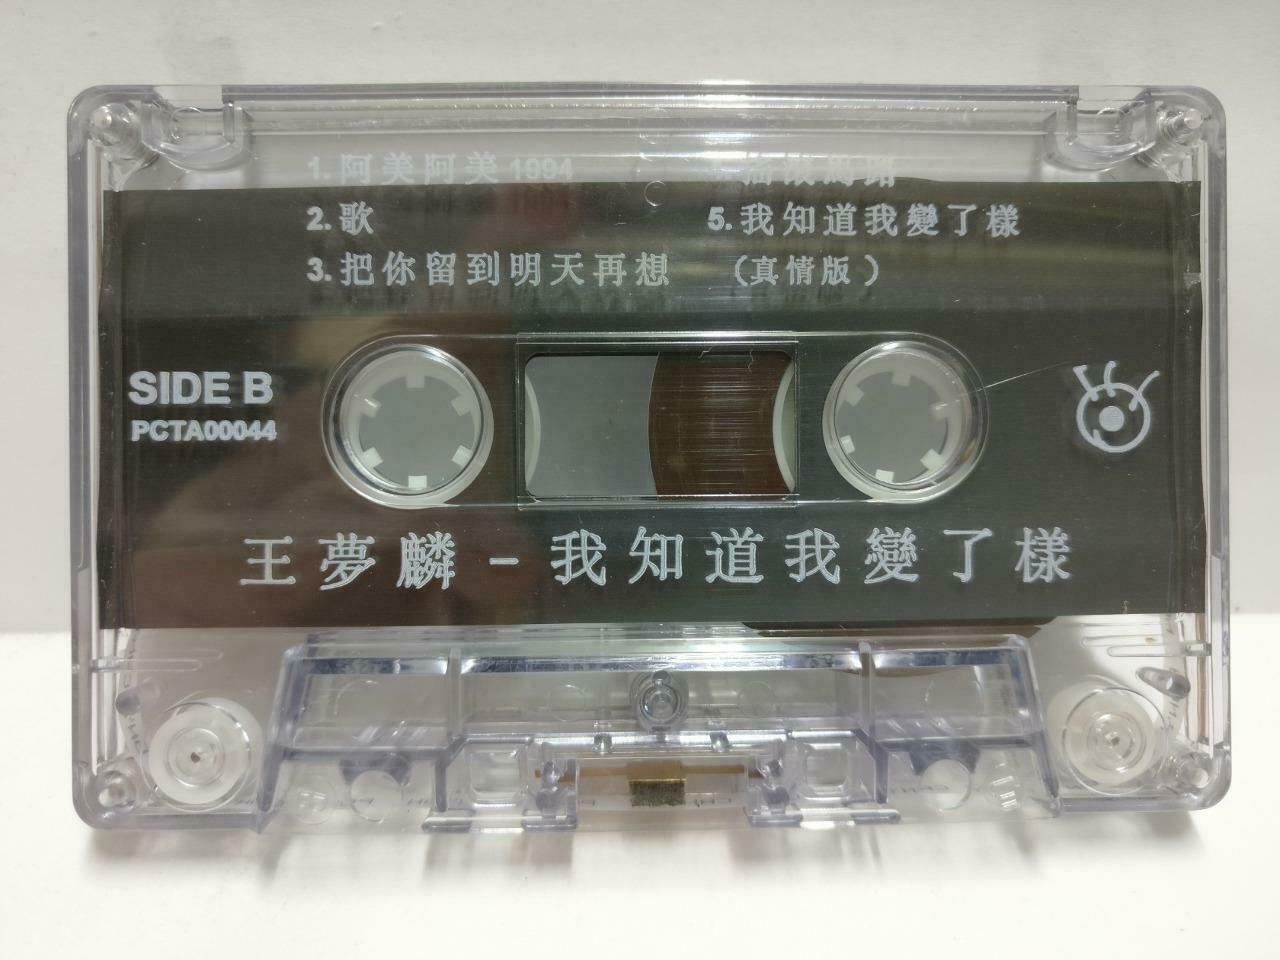 1. 阿美阿美 1994
2. 歌
3. 把你留到明天再想
5. 我知道我變了樣
(真情版)
SIDE B
PCTA00044
王夢麟 - 我知道我變了樣